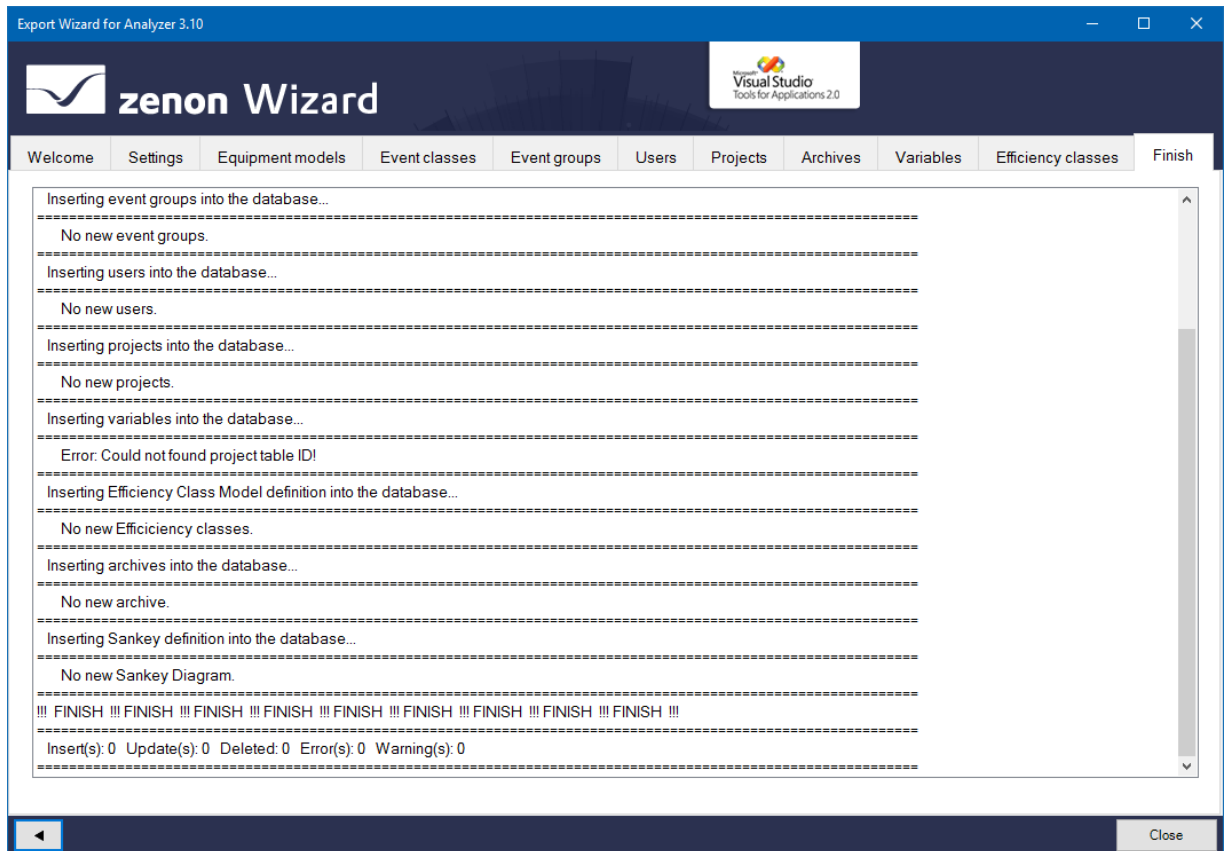 Export Wizard for Analyzer 3.10
zenon Wizard
Microsoft
Visual Studio
Tools for Applications 2.0
Welcome Settings Equipment models Event classes Event groups Users Projects Archives Variables Efficiency classes Finish
Inserting event groups into the database...
================================================================================================================
No new event groups.
================================================================================================================
Inserting users into the database...
================================================================================================================
No new users.
================================================================================================================
Inserting projects into the database...
================================================================================================================
No new projects.
================================================================================================================
Inserting variables into the database...
================================================================================================================
Error: Could not found project table ID!
================================================================================================================
Inserting Efficiency Class Model definition into the database...
================================================================================================================
No new Efficiciency classes.
================================================================================================================
Inserting archives into the database...
================================================================================================================
No new archive.
================================================================================================================
Inserting Sankey definition into the database...
================================================================================================================
No new Sankey Diagram.
================================================================================================================
!!! FINISH !!! FINISH !!! FINISH !!! FINISH !!! FINISH !!! FINISH !!! FINISH !!! FINISH !!! FINISH !!!
================================================================================================================
Insert(s): 0 Update(s): 0 Deleted: 0 Error(s): 0 Warning(s): 0
================================================================================================================
Close